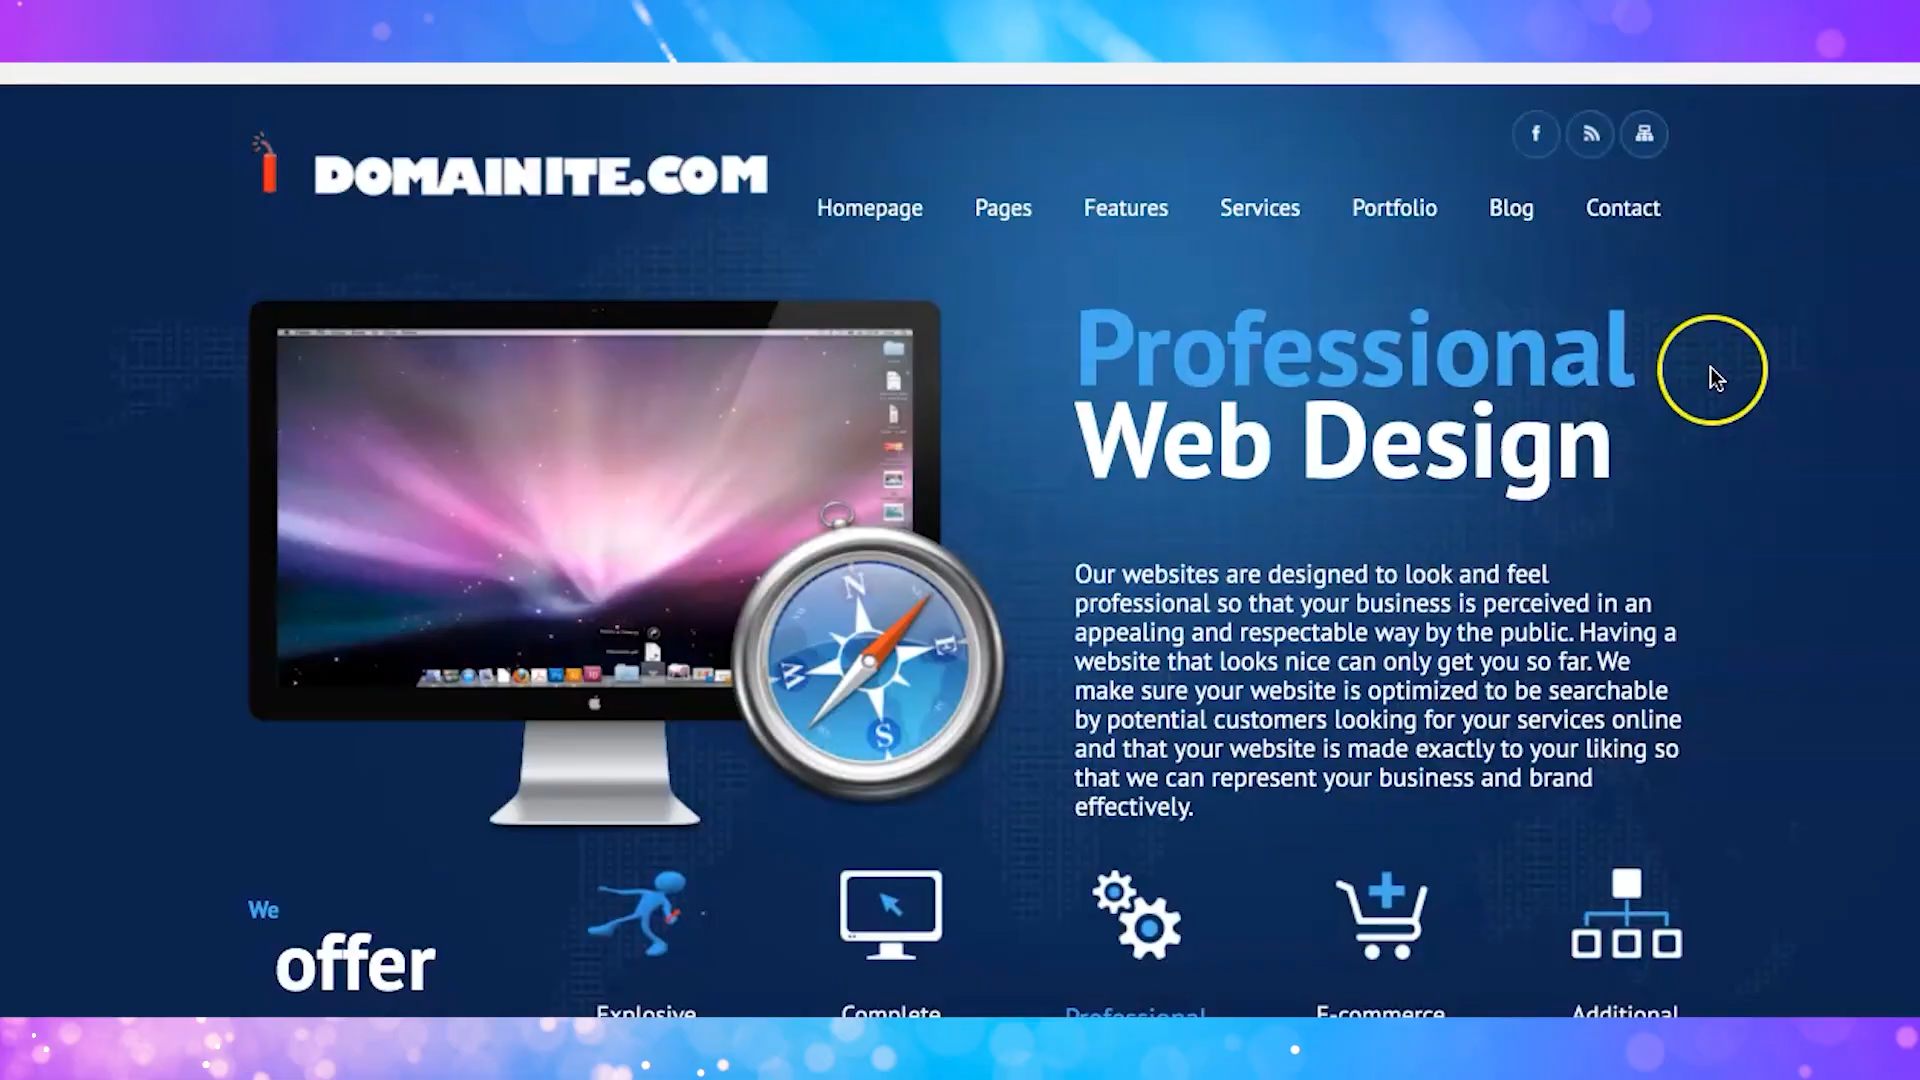 DOMAINITE.COM
Homepage Pages Features Services Portfolio Blog Contact
Professional
Web Design
Our websites are designed to look and feel
professional so that your business is perceived in an
appealing and respectable way by the public. Having a
website that looks nice can only get you so far. We
make sure your website is optimized to be searchable
by potential customers looking for your services online
and that your website is made exactly to your liking so
that we can represent your business and brand
effectively.
N
E
S
W
We
offer
Explosive Complete Professional E-commerce Additional